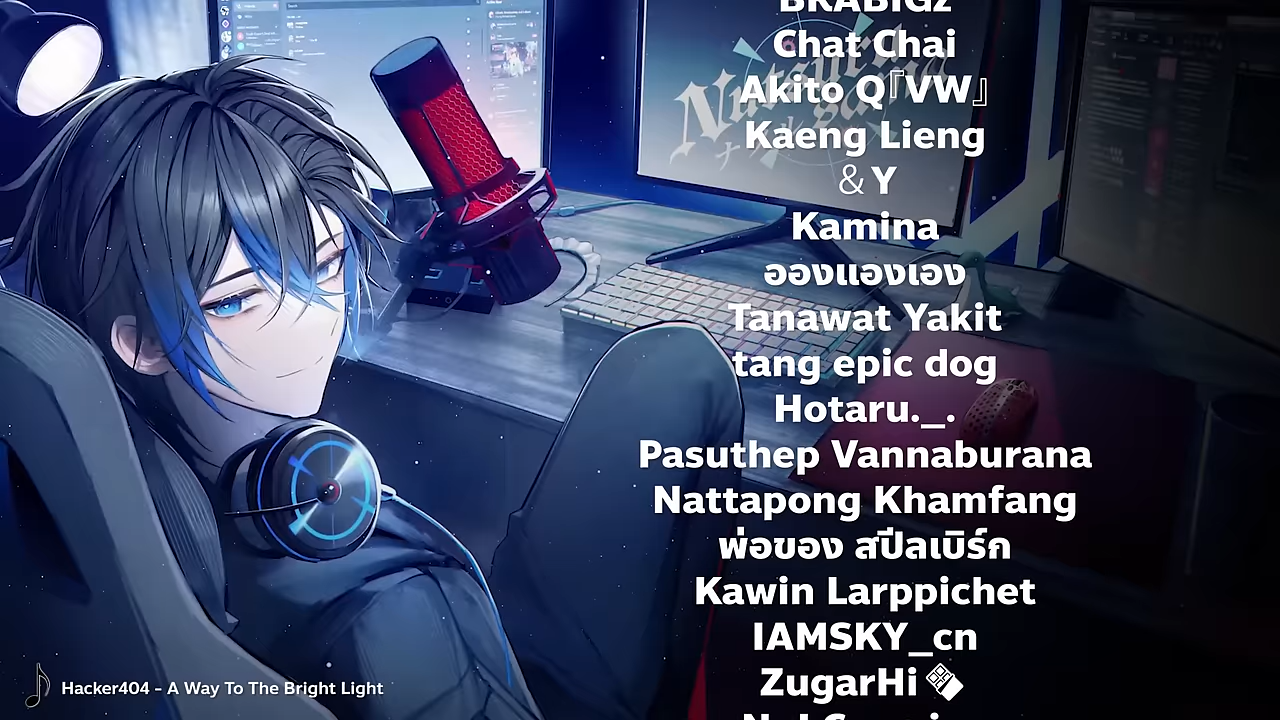 BRABIGZ
Chat Chai
Akito Q『VW』
Kaeng Lieng
＆Y
Kamina
อองแองเอง
Tanawat Yakit
tang epic dog
Hotaru._.
Pasuthep Vannaburana
Nattapong Khamfang
พ่อของ สปีลเบิร์ก
Kawin Larppichet
IAMSKY_cn
ZugarHi
Hacker404 - A Way To The Bright Light